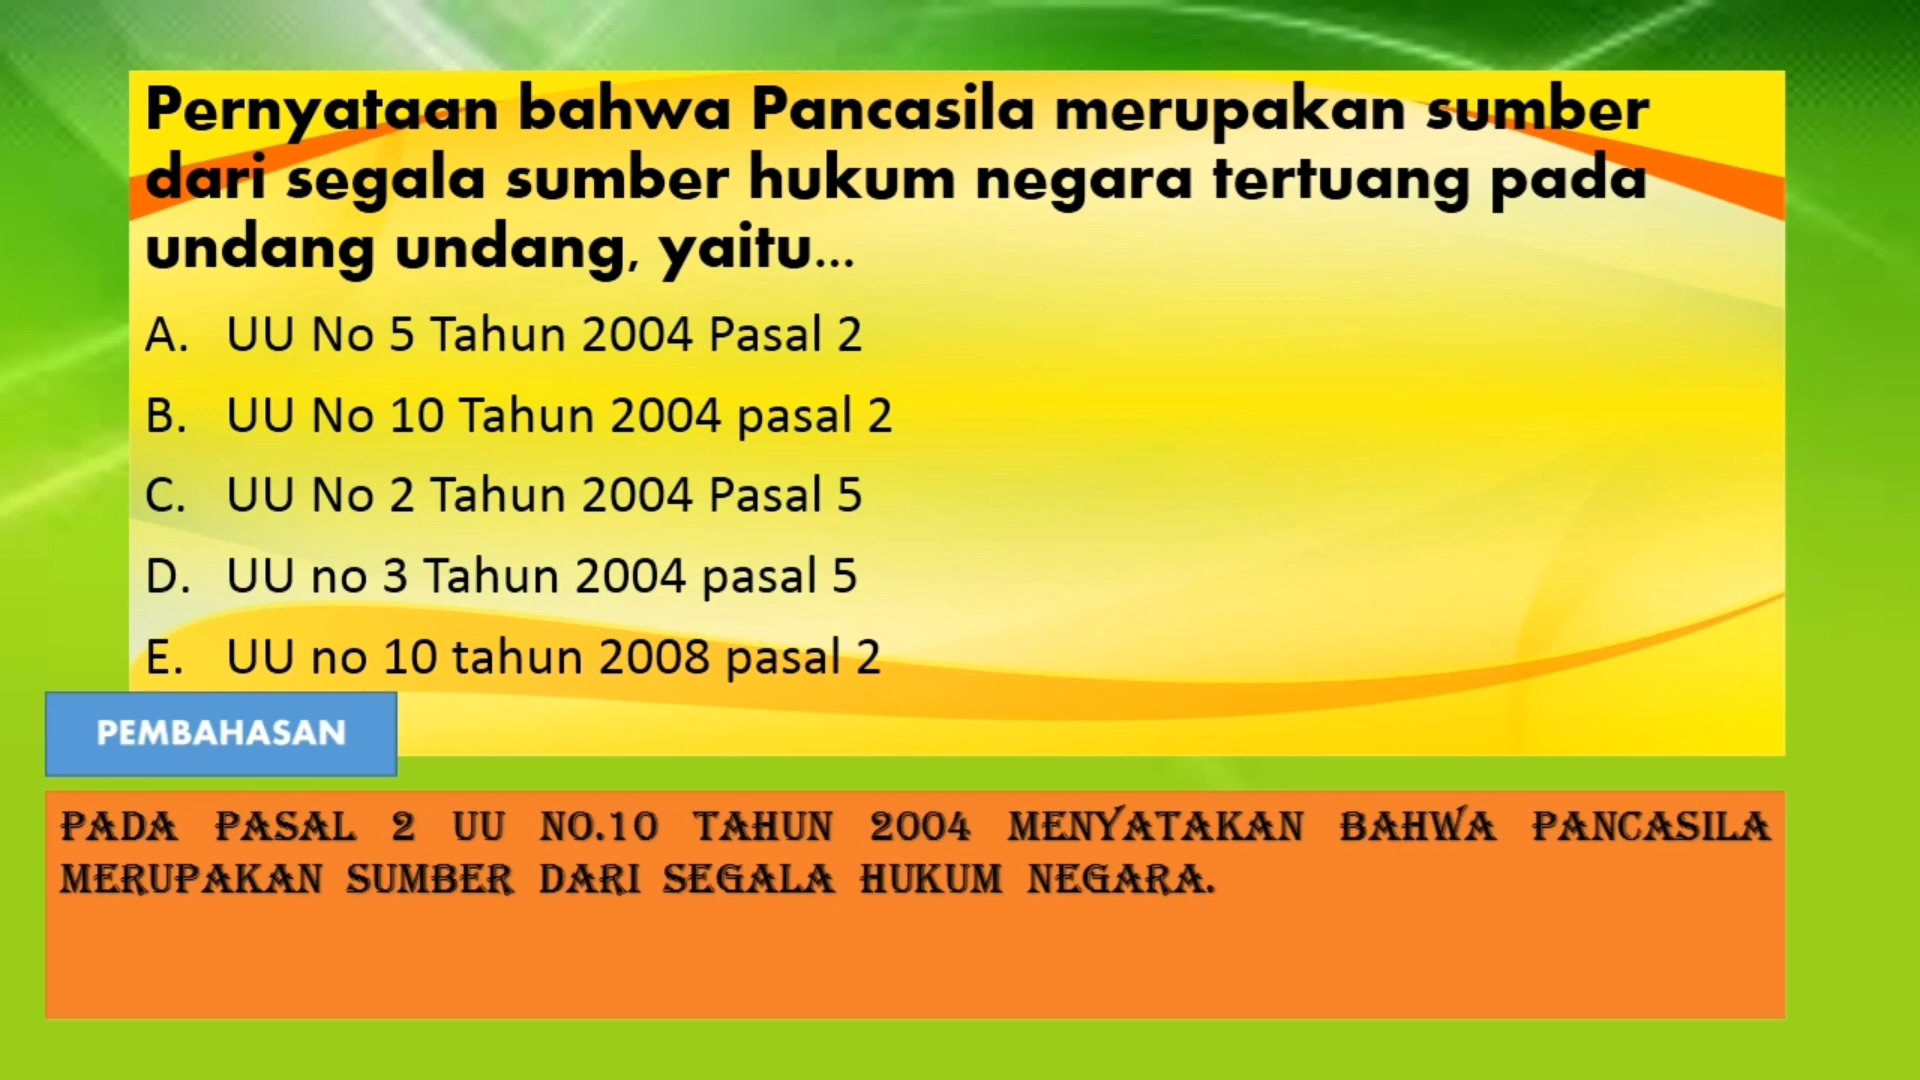 Pernyataan bahwa Pancasila merupakan sumber
dari segala sumber hukum negara tertuang pada
undang undang, yaitu...
A. UU No 5 Tahun 2004 Pasal 2
B. UU No 10 Tahun 2004 pasal 2
C. UU No 2 Tahun 2004 Pasal 5
D. UU no 3 Tahun 2004 pasal 5
E. UU no 10 tahun 2008 pasal 2
PEMBAHASAN
PADA PASAL 2 UU NO.10 TAHUN 2004 MENYATAKAN BAHWA PANCASILA
MERUPAKAN SUMBER DARI SEGALA HUKUM NEGARA.